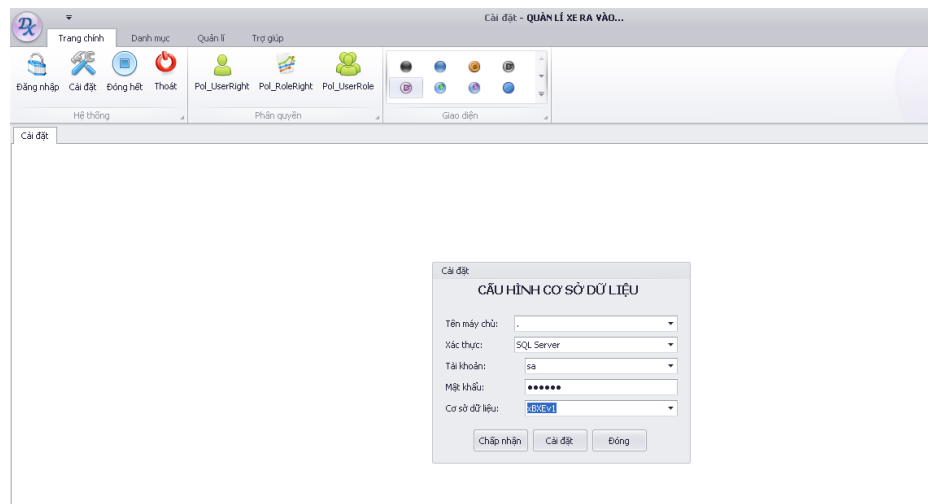 Cài đặt - QUẢN LÍ XE RA VÀO...
Trang chính Danh mục Quản lí Trợ giúp
Đăng nhập Cài đặt Đóng hết Thoát Pol_UserRight Pol_RoleRight Pol_UserRole
Hệ thống Phân quyền Giao diện
Cài đặt
Cài đặt
CẤU HÌNH CƠ SỞ DỮ LIỆU
Tên máy chủ: .
Xác thực: SQL Server
Tài khoản: sa
Mật khẩu: ●●●●●●
Cơ sở dữ liệu: xBXEv1
Chấp nhận Cài đặt Đóng